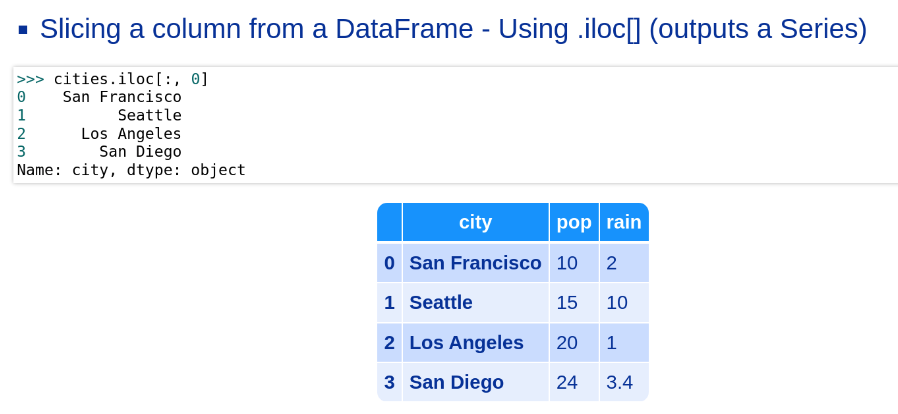 ▪ Slicing a column from a DataFrame - Using .iloc[] (outputs a Series)
>>> cities.iloc[:, 0]
0    San Francisco
1          Seattle
2      Los Angeles
3        San Diego
Name: city, dtype: object
city pop rain
0 San Francisco 10 2
1 Seattle 15 10
2 Los Angeles 20 1
3 San Diego 24 3.4